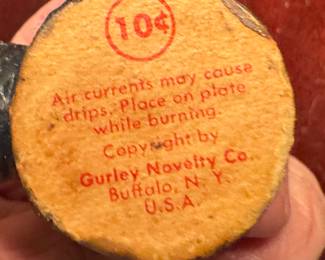 10¢
Air currents may cause
drips. Place on plate
while burning.
Copyright by
Gurley Novelty Co.
Buffalo, N. Y.
U.S.A.